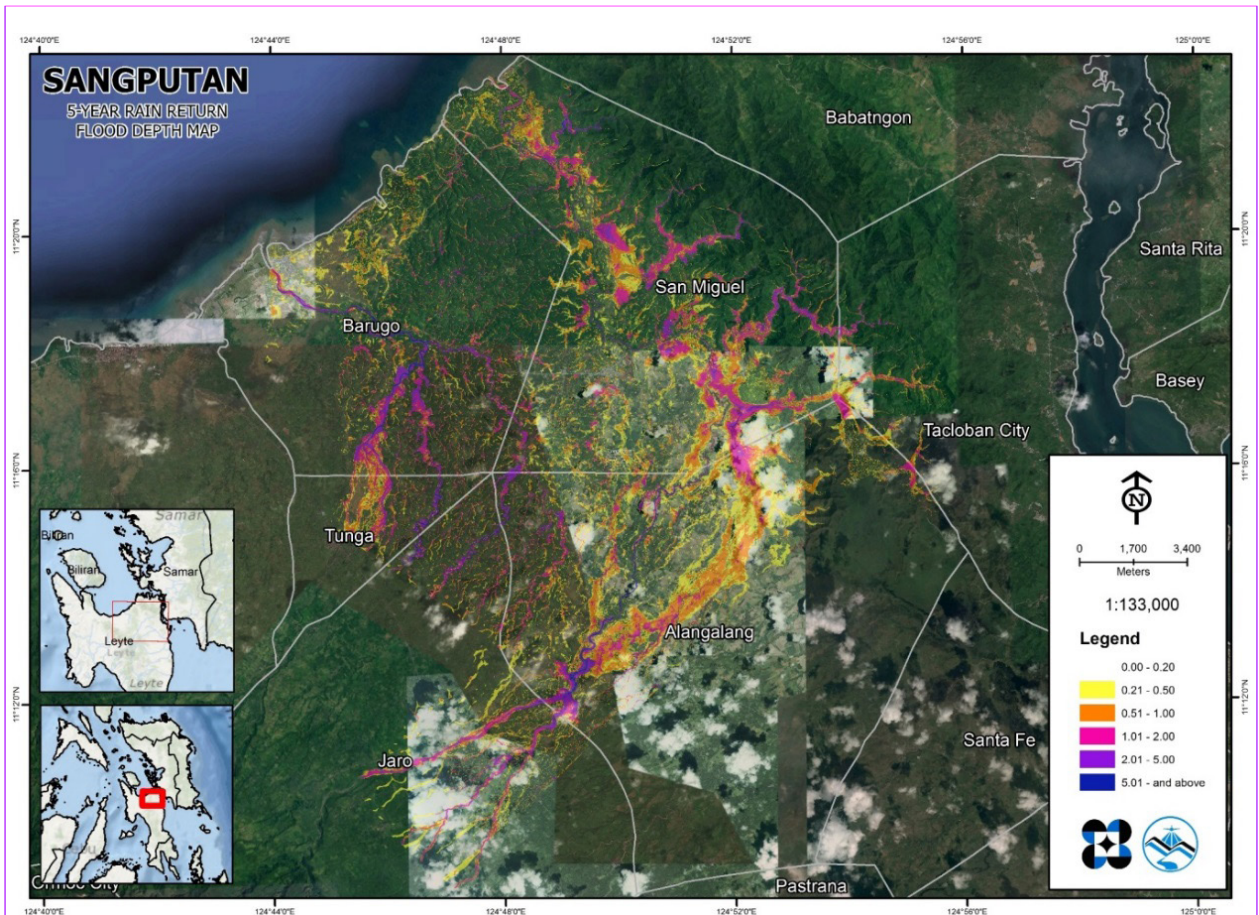 124°40'0"E 124°44'0"E 124°48'0"E 124°52'0"E 124°56'0"E 125°0'0"E
SANGPUTAN
5-YEAR RAIN RETURN
FLOOD DEPTH MAP
Babatngon
11°20'0"N 11°20'0"N
Santa Rita
San Miguel
Barugo
Basey
Tacloban City
11°16'0"N 11°16'0"N
Tunga
Alangalang
11°12'0"N 11°12'0"N
Santa Fe
Jaro
Pastrana
Ormoc City
Samar
Biliran
Biliran
Samar
Leyte
Leyte
Leyte
N
0 1,700 3,400
Meters
1:133,000
Legend
0.00 - 0.20
0.21 - 0.50
0.51 - 1.00
1.01 - 2.00
2.01 - 5.00
5.01 - and above
124°40'0"E 124°44'0"E 124°48'0"E 124°52'0"E 124°56'0"E 125°0'0"E